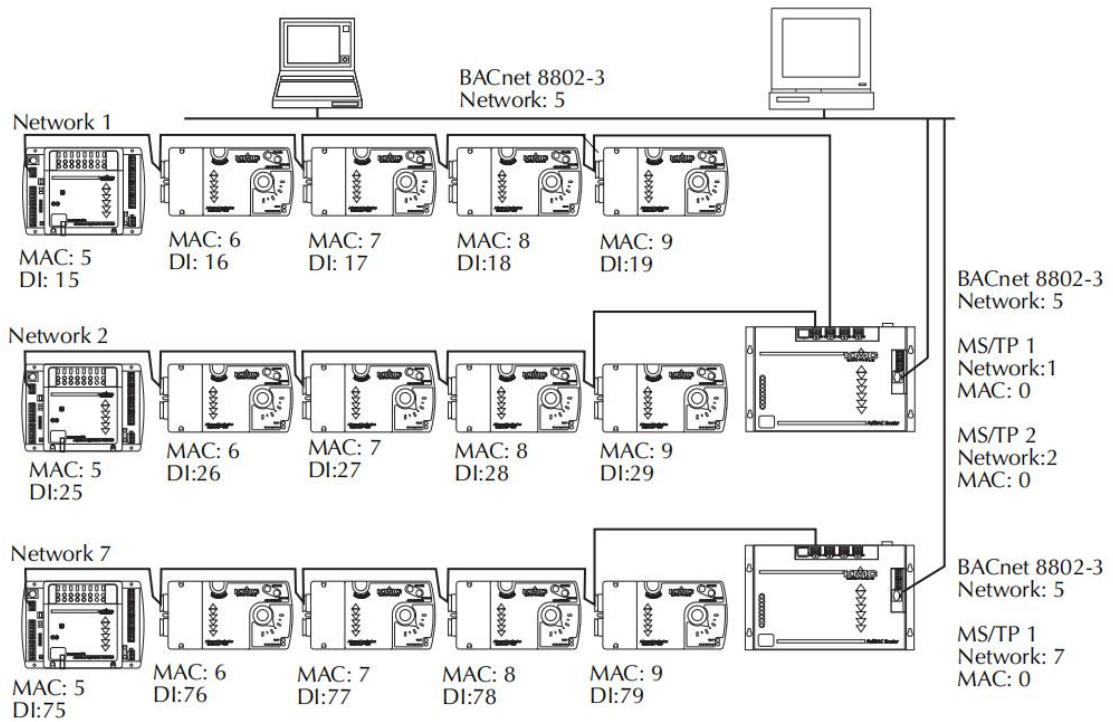 BACnet 8802-3
Network: 5
Network 1
MAC: 5
DI: 15
MAC: 6
DI: 16
MAC: 7
DI: 17
MAC: 8
DI:18
MAC: 9
DI:19
BACnet 8802-3
Network: 5
MS/TP 1
Network:1
MAC: 0
MS/TP 2
Network:2
MAC: 0
Network 2
MAC: 5
DI:25
MAC: 6
DI:26
MAC: 7
DI:27
MAC: 8
DI:28
MAC: 9
DI:29
Network 7
MAC: 5
DI:75
MAC: 6
DI:76
MAC: 7
DI:77
MAC: 8
DI:78
MAC: 9
DI:79
BACnet 8802-3
Network: 5
MS/TP 1
Network: 7
MAC: 0